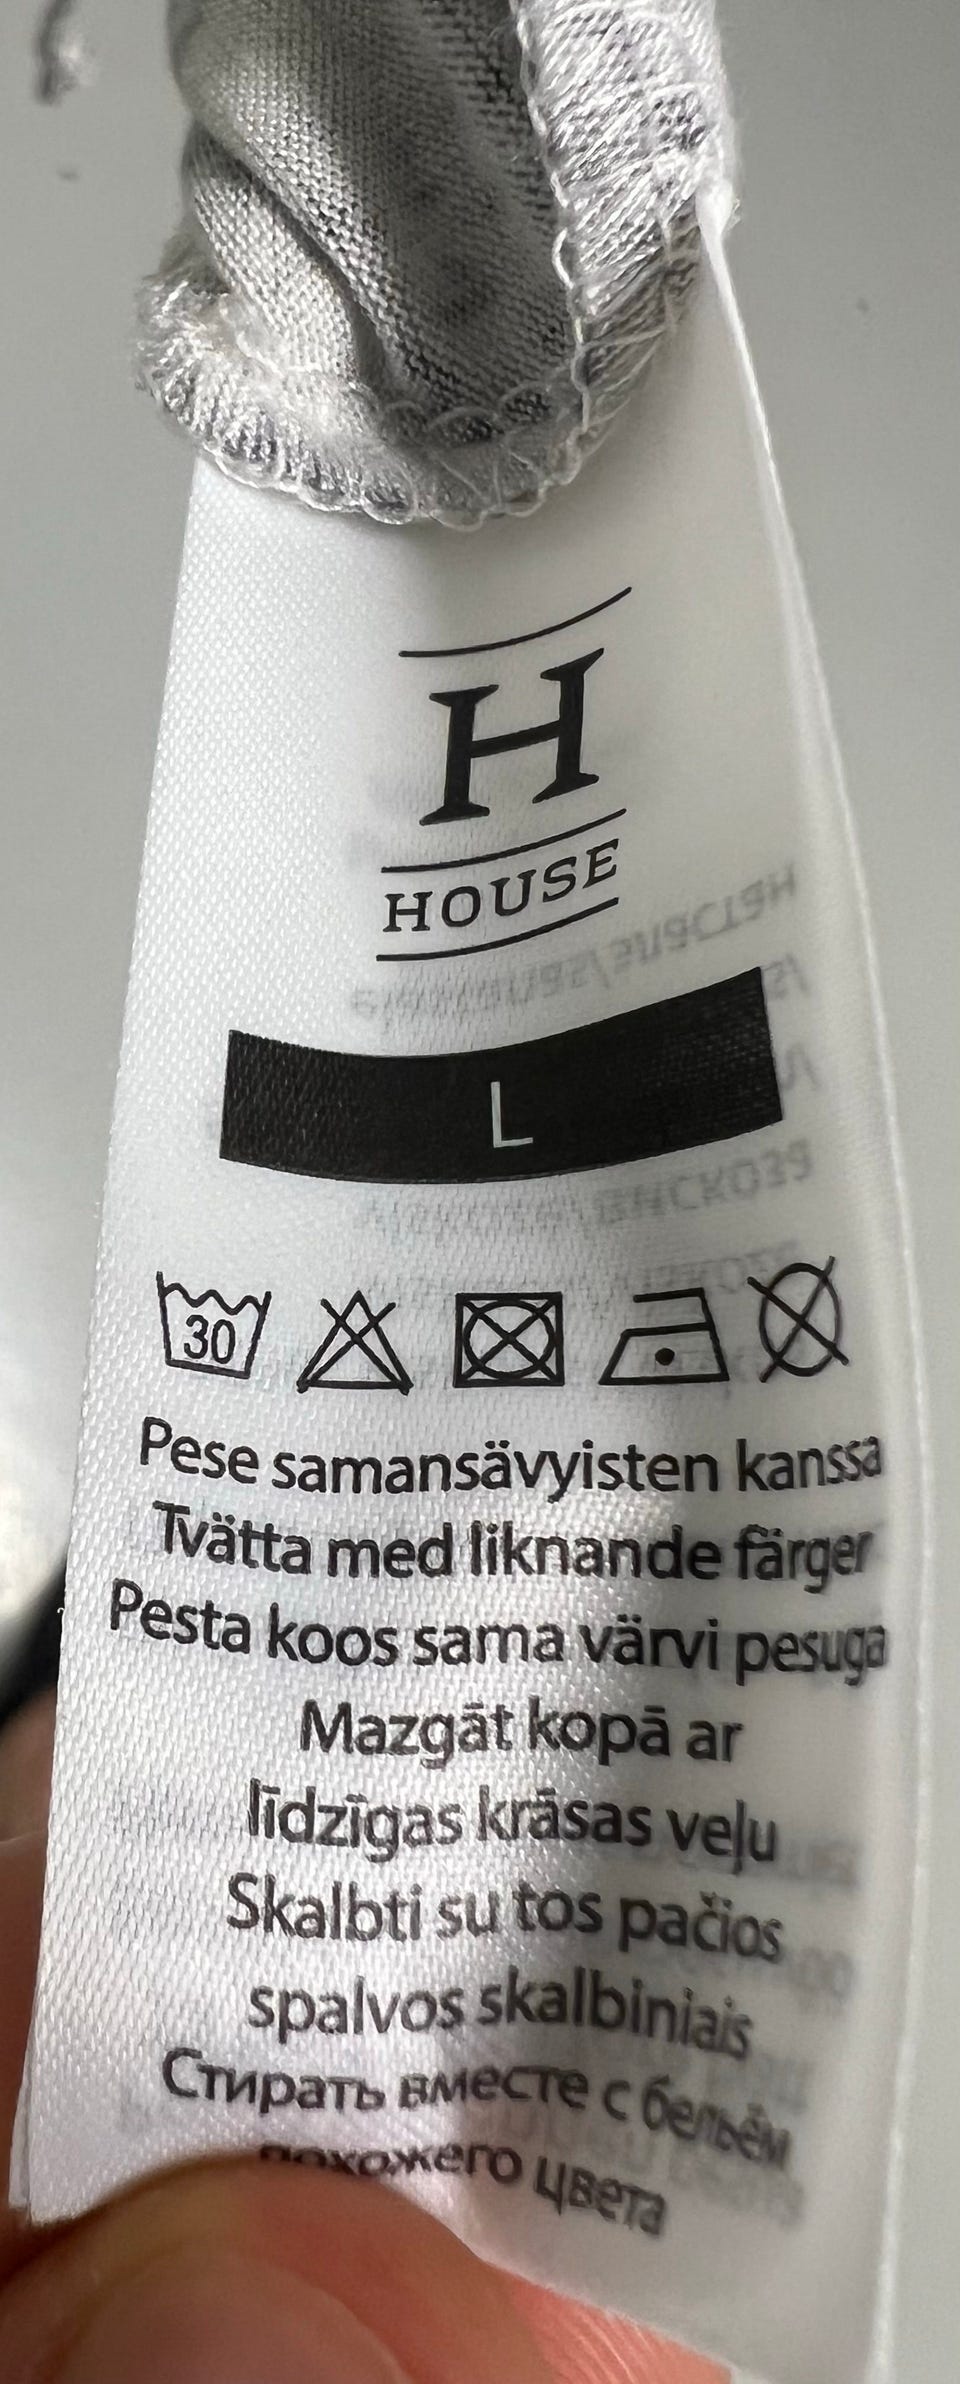 H
HOUSE
L
30
Pese samansävyisten kanssa
Tvätta med liknande färger
Pesta koos sama värvi pesuga
Mazgāt kopā ar
līdzīgas krāsas veļu
Skalbti su tos pačios
spalvos skalbiniais
Стирать вместе с бельём
похожего цвета